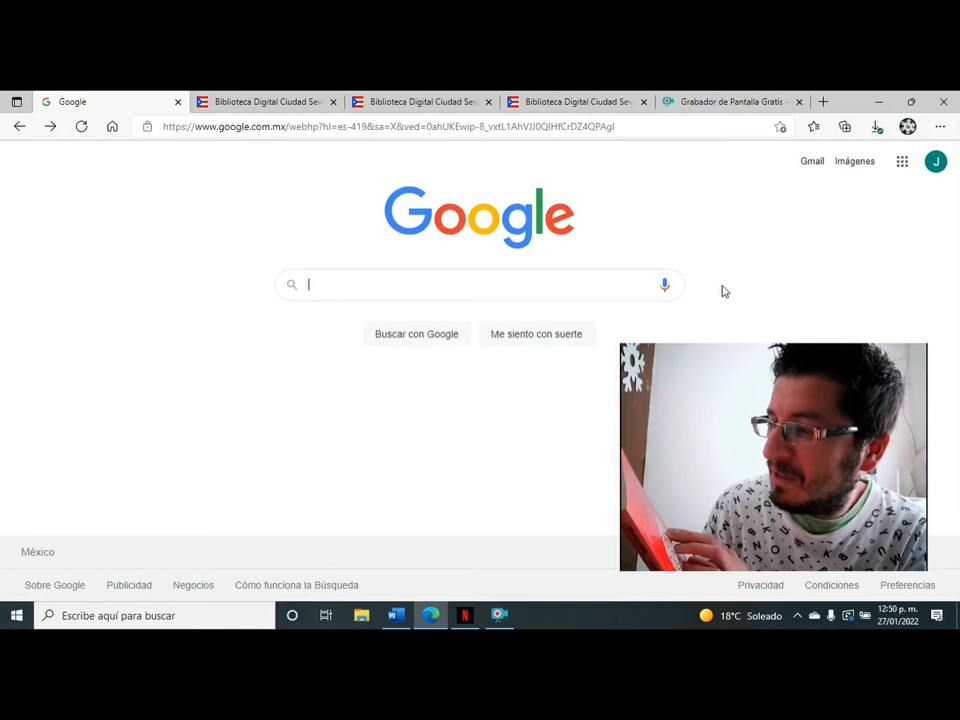 Google
Biblioteca Digital Ciudad Sev
Biblioteca Digital Ciudad Sev
Biblioteca Digital Ciudad Sev
Grabador de Pantalla Gratis –
https://www.google.com.mx/webhp?hl=es-419&sa=X&ved=0ahUKEwip-8_vxtL1AhVJJ0QIHfCrDZ4QPAgI
Gmail
Imágenes
J
Google
Buscar con Google
Me siento con suerte
México
Sobre Google
Publicidad
Negocios
Cómo funciona la Búsqueda
Privacidad
Condiciones
Preferencias
Escribe aquí para buscar
W
N
18°C Soleado
12:50 p. m.
27/01/2022